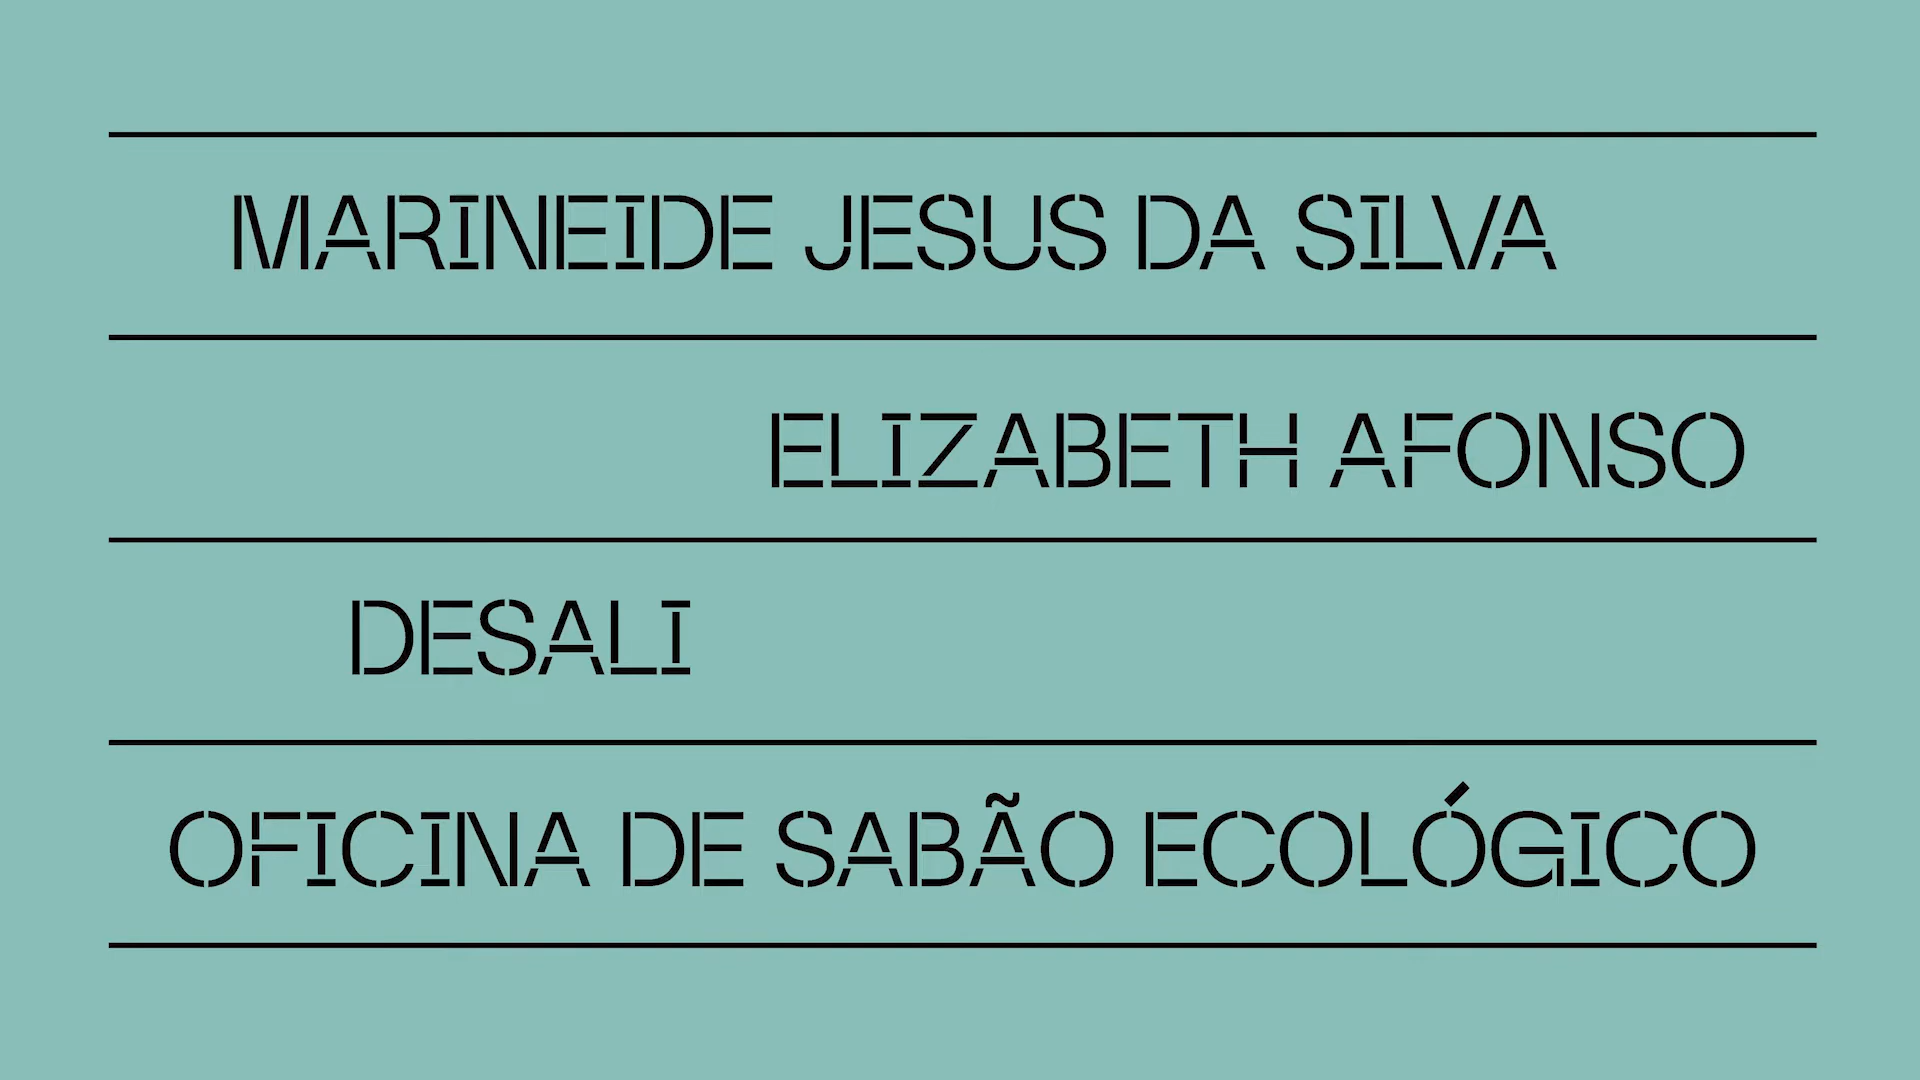 MARINEIDE JESUS DA SILVA
ELIZABETH AFONSO
DESALI
OFICINA DE SABÃO ECOLÓGICO